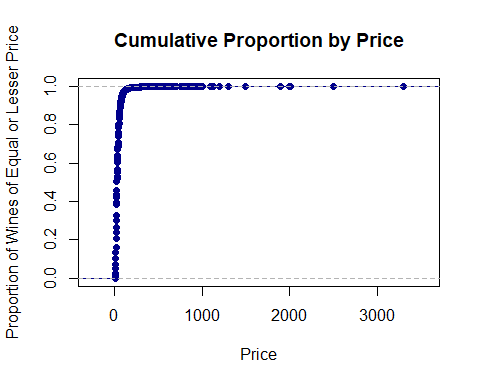 Cumulative Proportion by Price
Proportion of Wines of Equal or Lesser Price
1.0
0.8
0.6
0.4
0.2
0.0
0 1000 2000 3000
Price